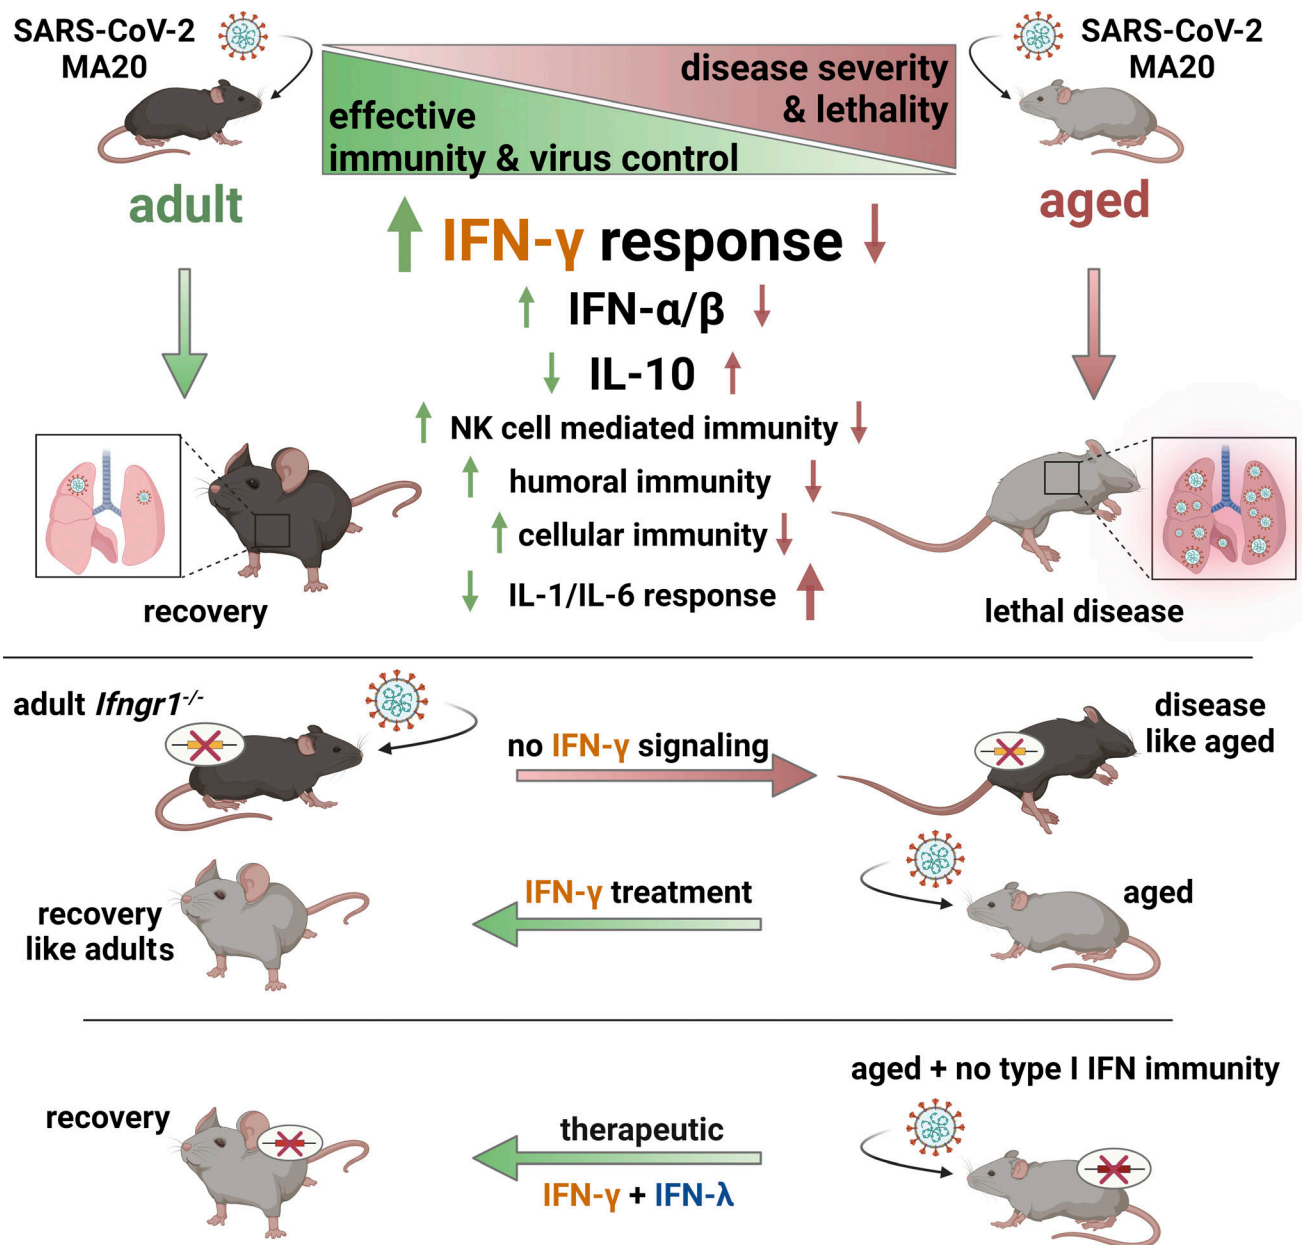 SARS-CoV-2
MA20
adult
effective
immunity & virus control
disease severity
& lethality
SARS-CoV-2
MA20
aged
IFN-γ response
IFN-α/β
IL-10
NK cell mediated immunity
humoral immunity
cellular immunity
IL-1/IL-6 response
recovery
lethal disease
adult Ifngr1-/-
no IFN-γ signaling
disease
like aged
recovery
like adults
IFN-γ treatment
aged
aged + no type I IFN immunity
recovery
therapeutic
IFN-γ + IFN-λ